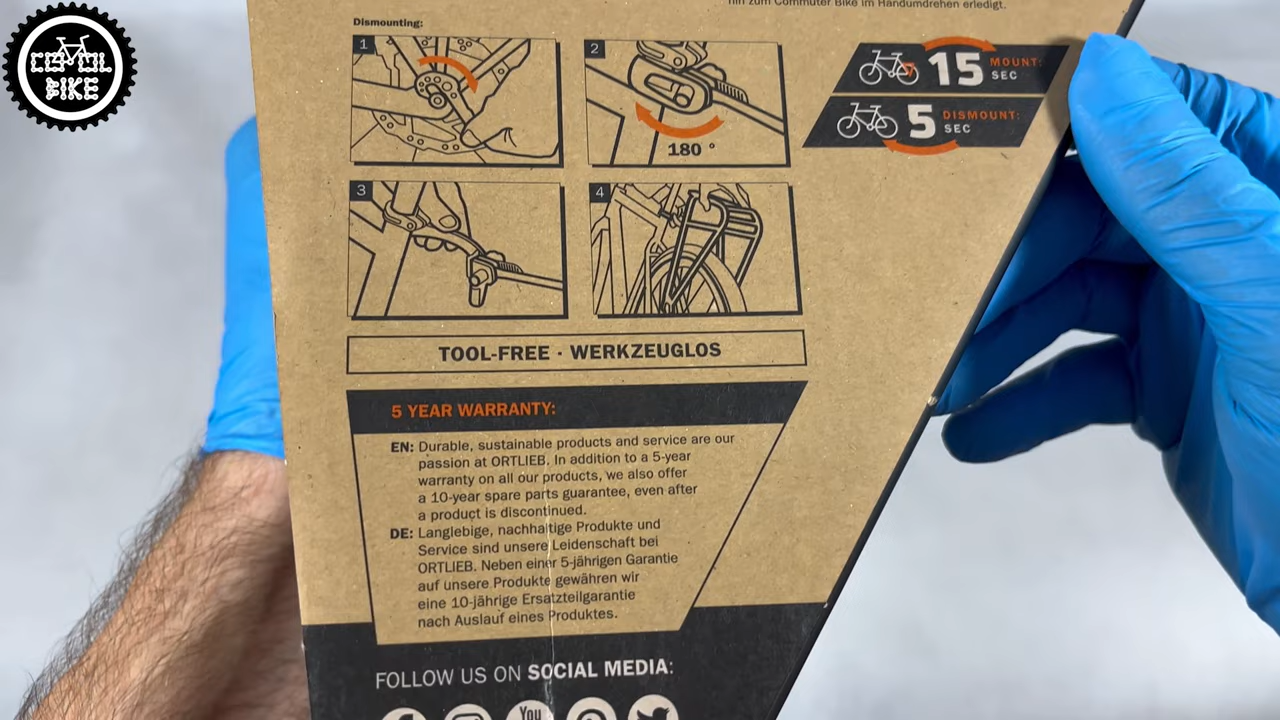 hin zum Commuter Bike im Handumdrehen erledigt.
Dismounting:
1
2
180 °
3
4
15 MOUNT:
SEC
5 DISMOUNT:
SEC
TOOL-FREE · WERKZEUGLOS
5 YEAR WARRANTY:
EN: Durable, sustainable products and service are our
passion at ORTLIEB. In addition to a 5-year
warranty on all our products, we also offer
a 10-year spare parts guarantee, even after
a product is discontinued.
DE: Langlebige, nachhaltige Produkte und
Service sind unsere Leidenschaft bei
ORTLIEB. Neben einer 5-jährigen Garantie
auf unsere Produkte gewähren wir
eine 10-jährige Ersatzteilgarantie
nach Auslauf eines Produktes.
FOLLOW US ON SOCIAL MEDIA:
You
BIKE